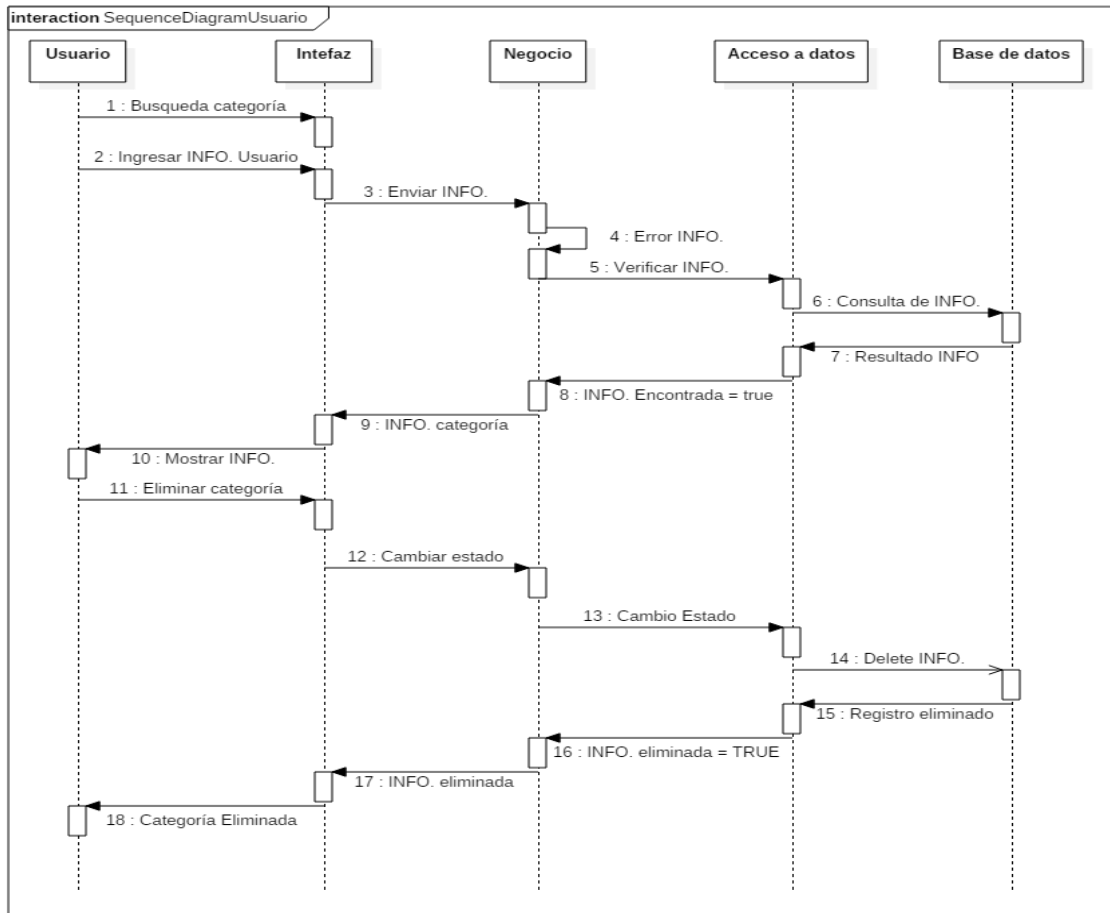 interaction SequenceDiagramUsuario
Usuario
Intefaz
Negocio
Acceso a datos
Base de datos
1 : Busqueda categoría
2 : Ingresar INFO. Usuario
3 : Enviar INFO.
4 : Error INFO.
5 : Verificar INFO.
6 : Consulta de INFO.
7 : Resultado INFO
8 : INFO. Encontrada = true
9 : INFO. categoría
10 : Mostrar INFO.
11 : Eliminar categoría
12 : Cambiar estado
13 : Cambio Estado
14 : Delete INFO.
15 : Registro eliminado
16 : INFO. eliminada = TRUE
17 : INFO. eliminada
18 : Categoría Eliminada